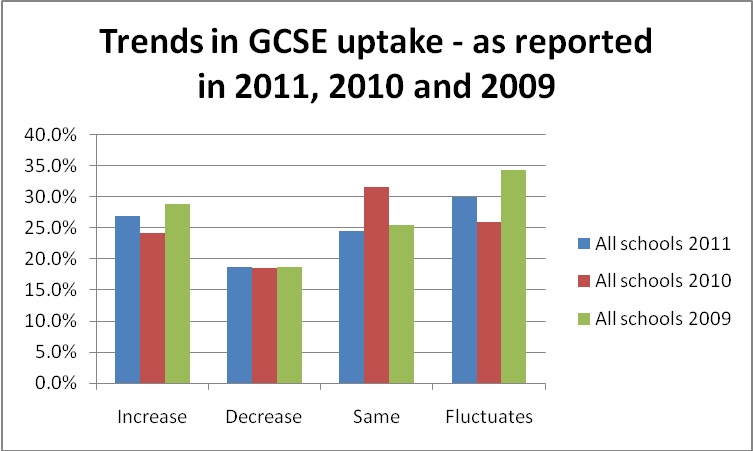 Trends in GCSE uptake - as reported
in 2011, 2010 and 2009
40.0%
35.0%
30.0%
25.0%
20.0%
15.0%
10.0%
5.0%
0.0%
Increase Decrease Same Fluctuates
All schools 2011
All schools 2010
All schools 2009